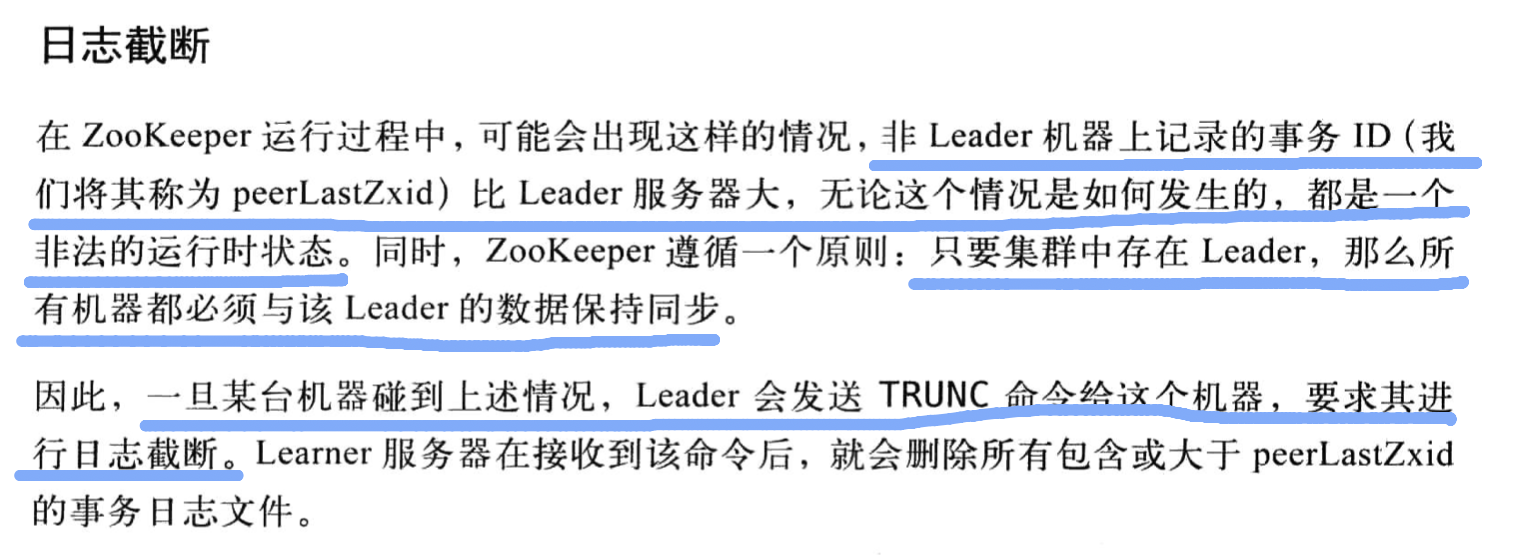 日志截断
在 ZooKeeper 运行过程中，可能会出现这样的情况，非 Leader 机器上记录的事务 ID（我
们将其称为 peerLastZxid）比 Leader 服务器大，无论这个情况是如何发生的，都是一个
非法的运行时状态。同时，ZooKeeper 遵循一个原则：只要集群中存在 Leader，那么所
有机器都必须与该 Leader 的数据保持同步。
因此，一旦某台机器碰到上述情况，Leader 会发送 TRUNC 命令给这个机器，要求其进
行日志截断。Learner 服务器在接收到该命令后，就会删除所有包含或大于 peerLastZxid
的事务日志文件。